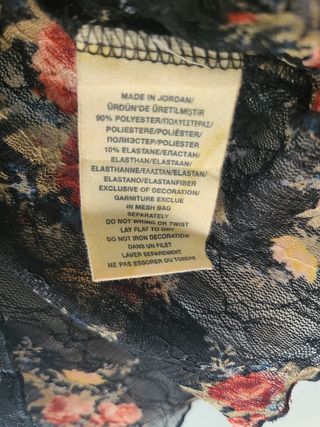 MADE IN JORDAN/
ÜRDÜN'DE ÜRETİLMİŞTİR
90% POLYESTER/ПОЛУЕСТЕРАΣ/
POLIESTERE/POLIÉSTER/
ПОЛИЭСТЕР/POLIESTER
10% ELASTANE/ЕЛАСТАН/
ELASTHAN/ELASTAAN/
ELASTHANNE/ΕΛΑΣΤΑΝ/ELASTAN/
ELASTANO/ELASTANFIBER
EXCLUSIVE OF DECORATION/
GARNITURE EXCLUE
IN MESH BAG
SEPARATELY
DO NOT WRING OR TWIST
LAY FLAT TO DRY
DO NOT IRON DECORATION
DANS UN FILET
LAVER SEPAREMENT
NE PAS ESSORER OU TORDRE